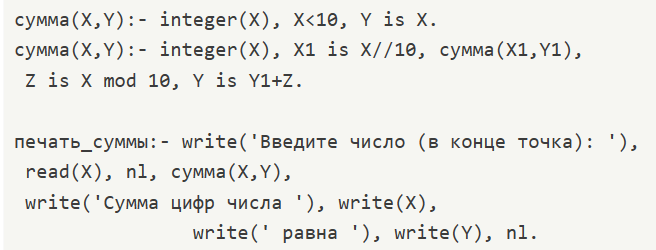 сумма(X,Y):- integer(X), X<10, Y is X.
сумма(X,Y):- integer(X), X1 is X//10, сумма(X1,Y1),
Z is X mod 10, Y is Y1+Z.
печать_суммы:- write('Введите число (в конце точка): '),
read(X), nl, сумма(X,Y),
write('Сумма цифр числа '), write(X),
write(' равна '), write(Y), nl.